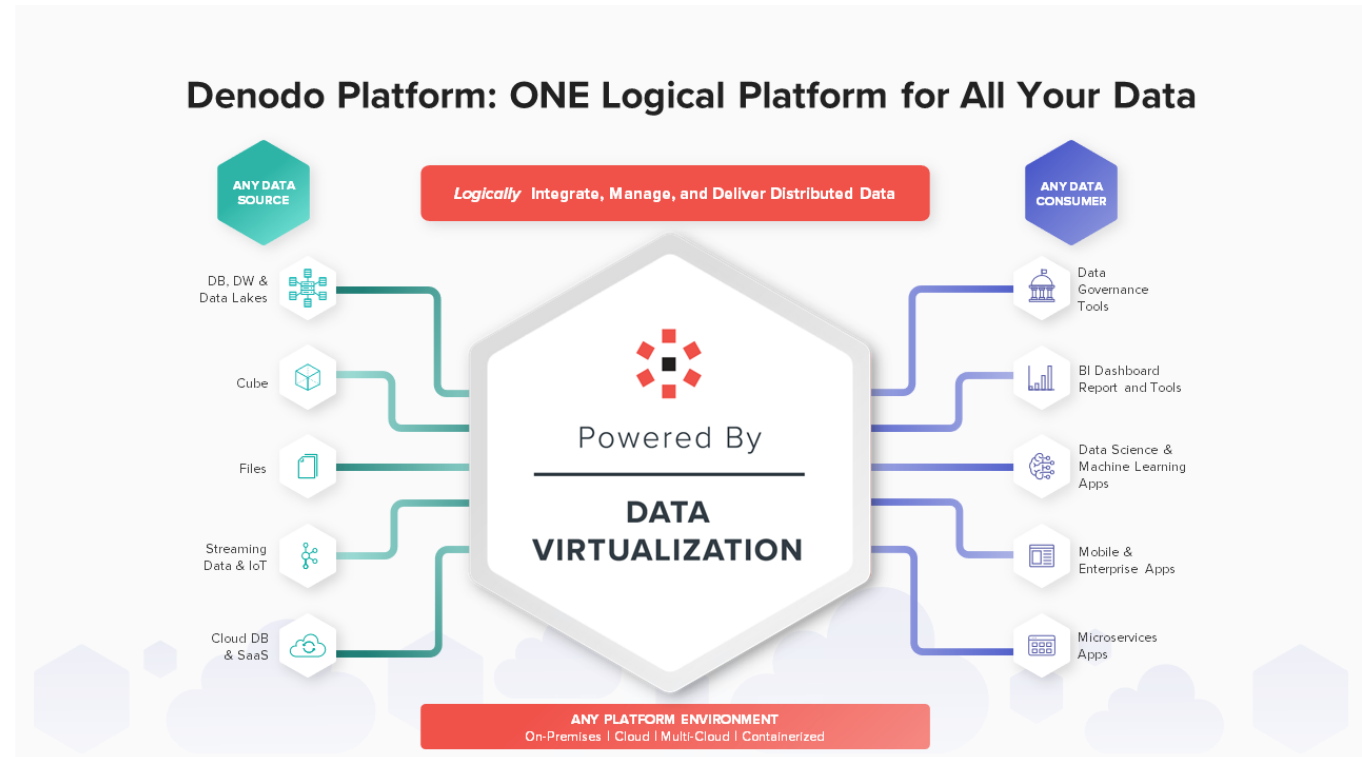 Denodo Platform: ONE Logical Platform for All Your Data
ANY DATA
SOURCE
Logically Integrate, Manage, and Deliver Distributed Data
ANY DATA
CONSUMER
DB, DW &
Data Lakes
Cube
Files
Streaming
Data & IoT
Cloud DB
& SaaS
Powered By
DATA
VIRTUALIZATION
Data
Governance
Tools
BI Dashboard
Report and Tools
Data Science &
Machine Learning
Apps
Mobile &
Enterprise Apps
Microservices
Apps
ANY PLATFORM ENVIRONMENT
On-Premises | Cloud | Multi-Cloud | Containerized